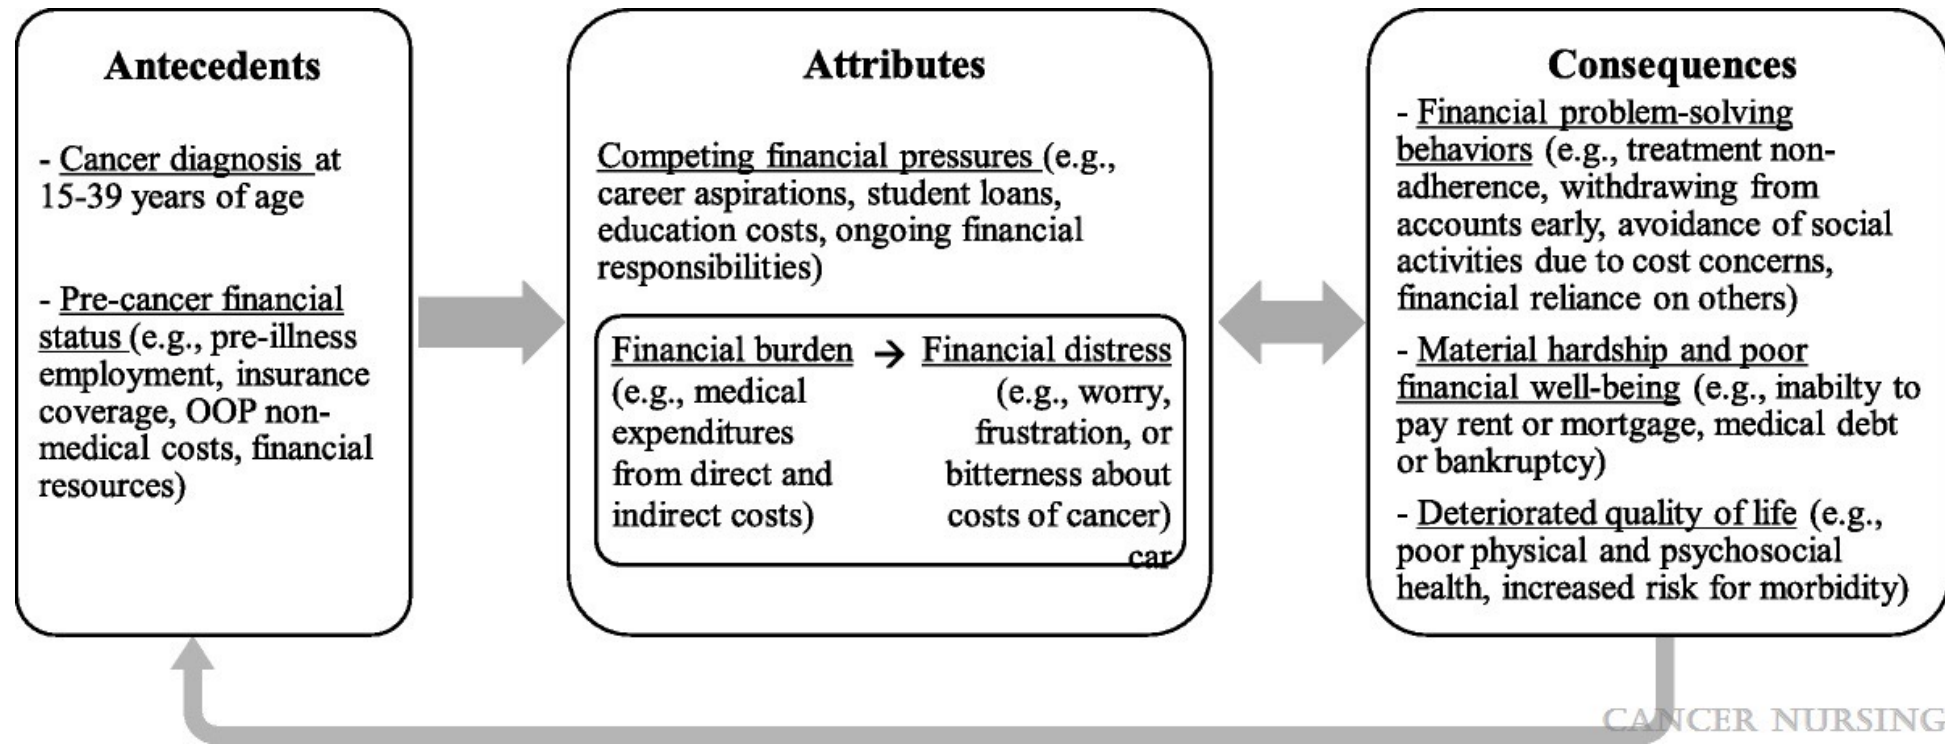 Antecedents
- Cancer diagnosis at
15-39 years of age
- Pre-cancer financial
status (e.g., pre-illness
employment, insurance
coverage, OOP non-
medical costs, financial
resources)
Attributes
Competing financial pressures (e.g.,
career aspirations, student loans,
education costs, ongoing financial
responsibilities)
Financial burden → Financial distress
(e.g., medical
expenditures
from direct and
indirect costs)
(e.g., worry,
frustration, or
bitterness about
costs of cancer)
car
Consequences
- Financial problem-solving
behaviors (e.g., treatment non-
adherence, withdrawing from
accounts early, avoidance of social
activities due to cost concerns,
financial reliance on others)
- Material hardship and poor
financial well-being (e.g., inabilty to
pay rent or mortgage, medical debt
or bankruptcy)
- Deteriorated quality of life (e.g.,
poor physical and psychosocial
health, increased risk for morbidity)
CANCER NURSING